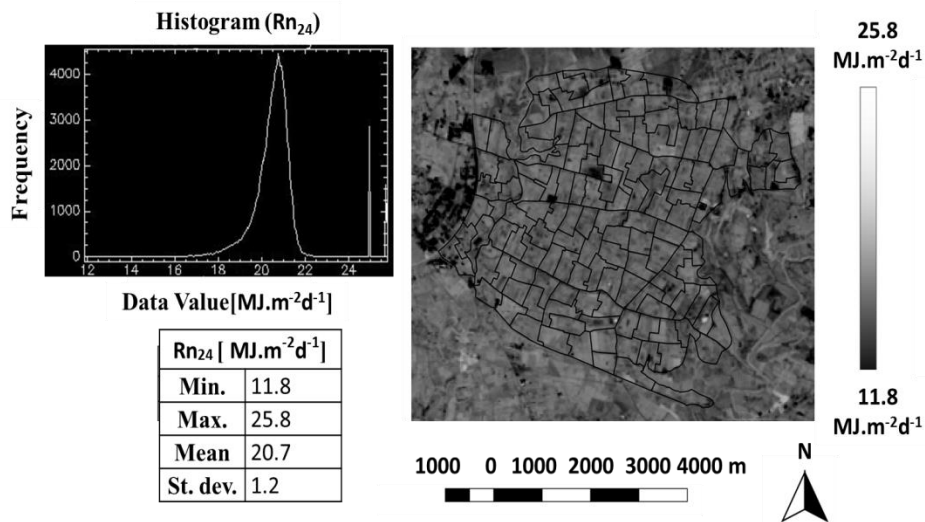 Histogram (Rn₂₄)
4000
3000
2000
1000
0
Frequency
12 14 16 18 20 22 24
Data Value[MJ.m⁻²d⁻¹]
Rn₂₄ [ MJ.m⁻²d⁻¹]
Min. 11.8
Max. 25.8
Mean 20.7
St. dev. 1.2
25.8
MJ.m⁻²d⁻¹
11.8
MJ.m⁻²d⁻¹
1000 0 1000 2000 3000 4000 m
N